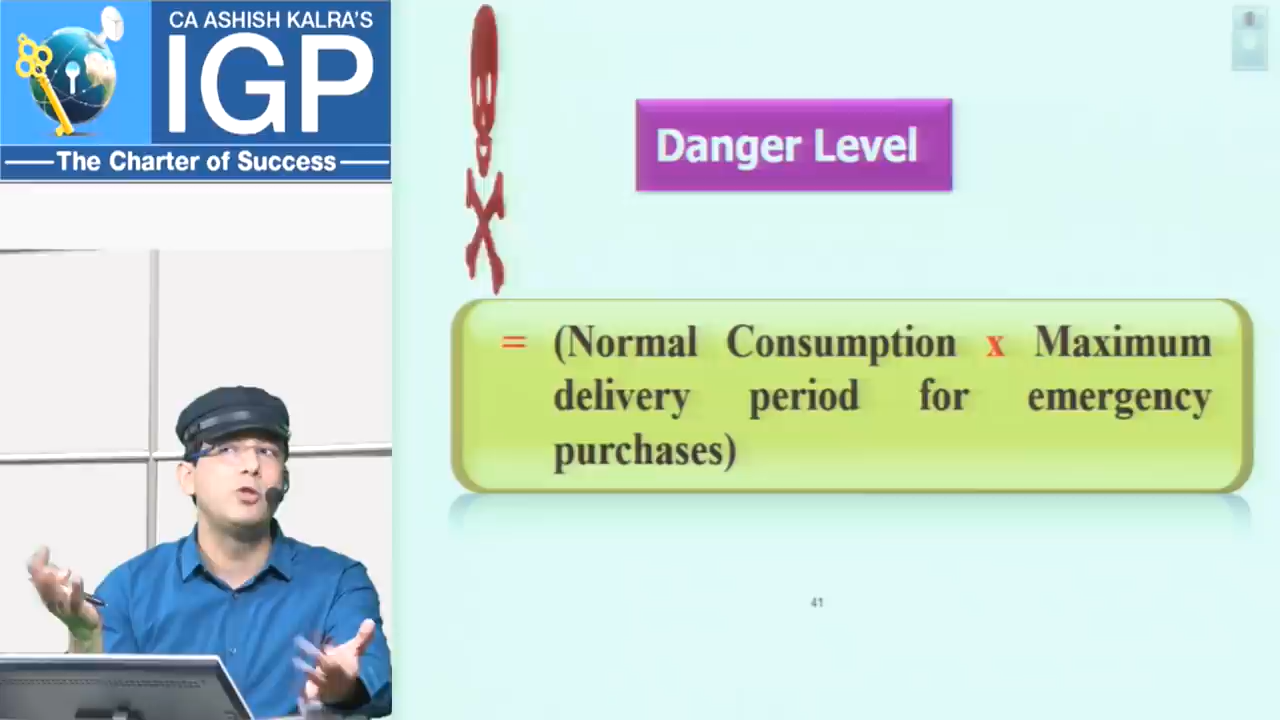 CA ASHISH KALRA'S
IGP
The Charter of Success
Danger Level
= (Normal Consumption x Maximum
delivery period for emergency
purchases)
41